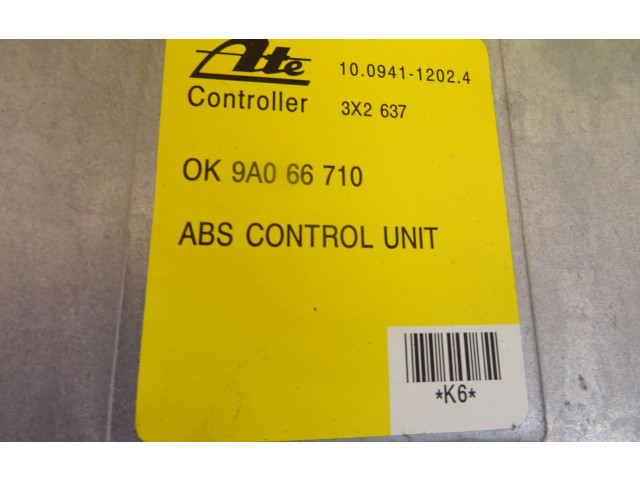 Ate 10.0941-1202.4
Controller 3X2 637
OK 9A0 66 710
ABS CONTROL UNIT
*K6*